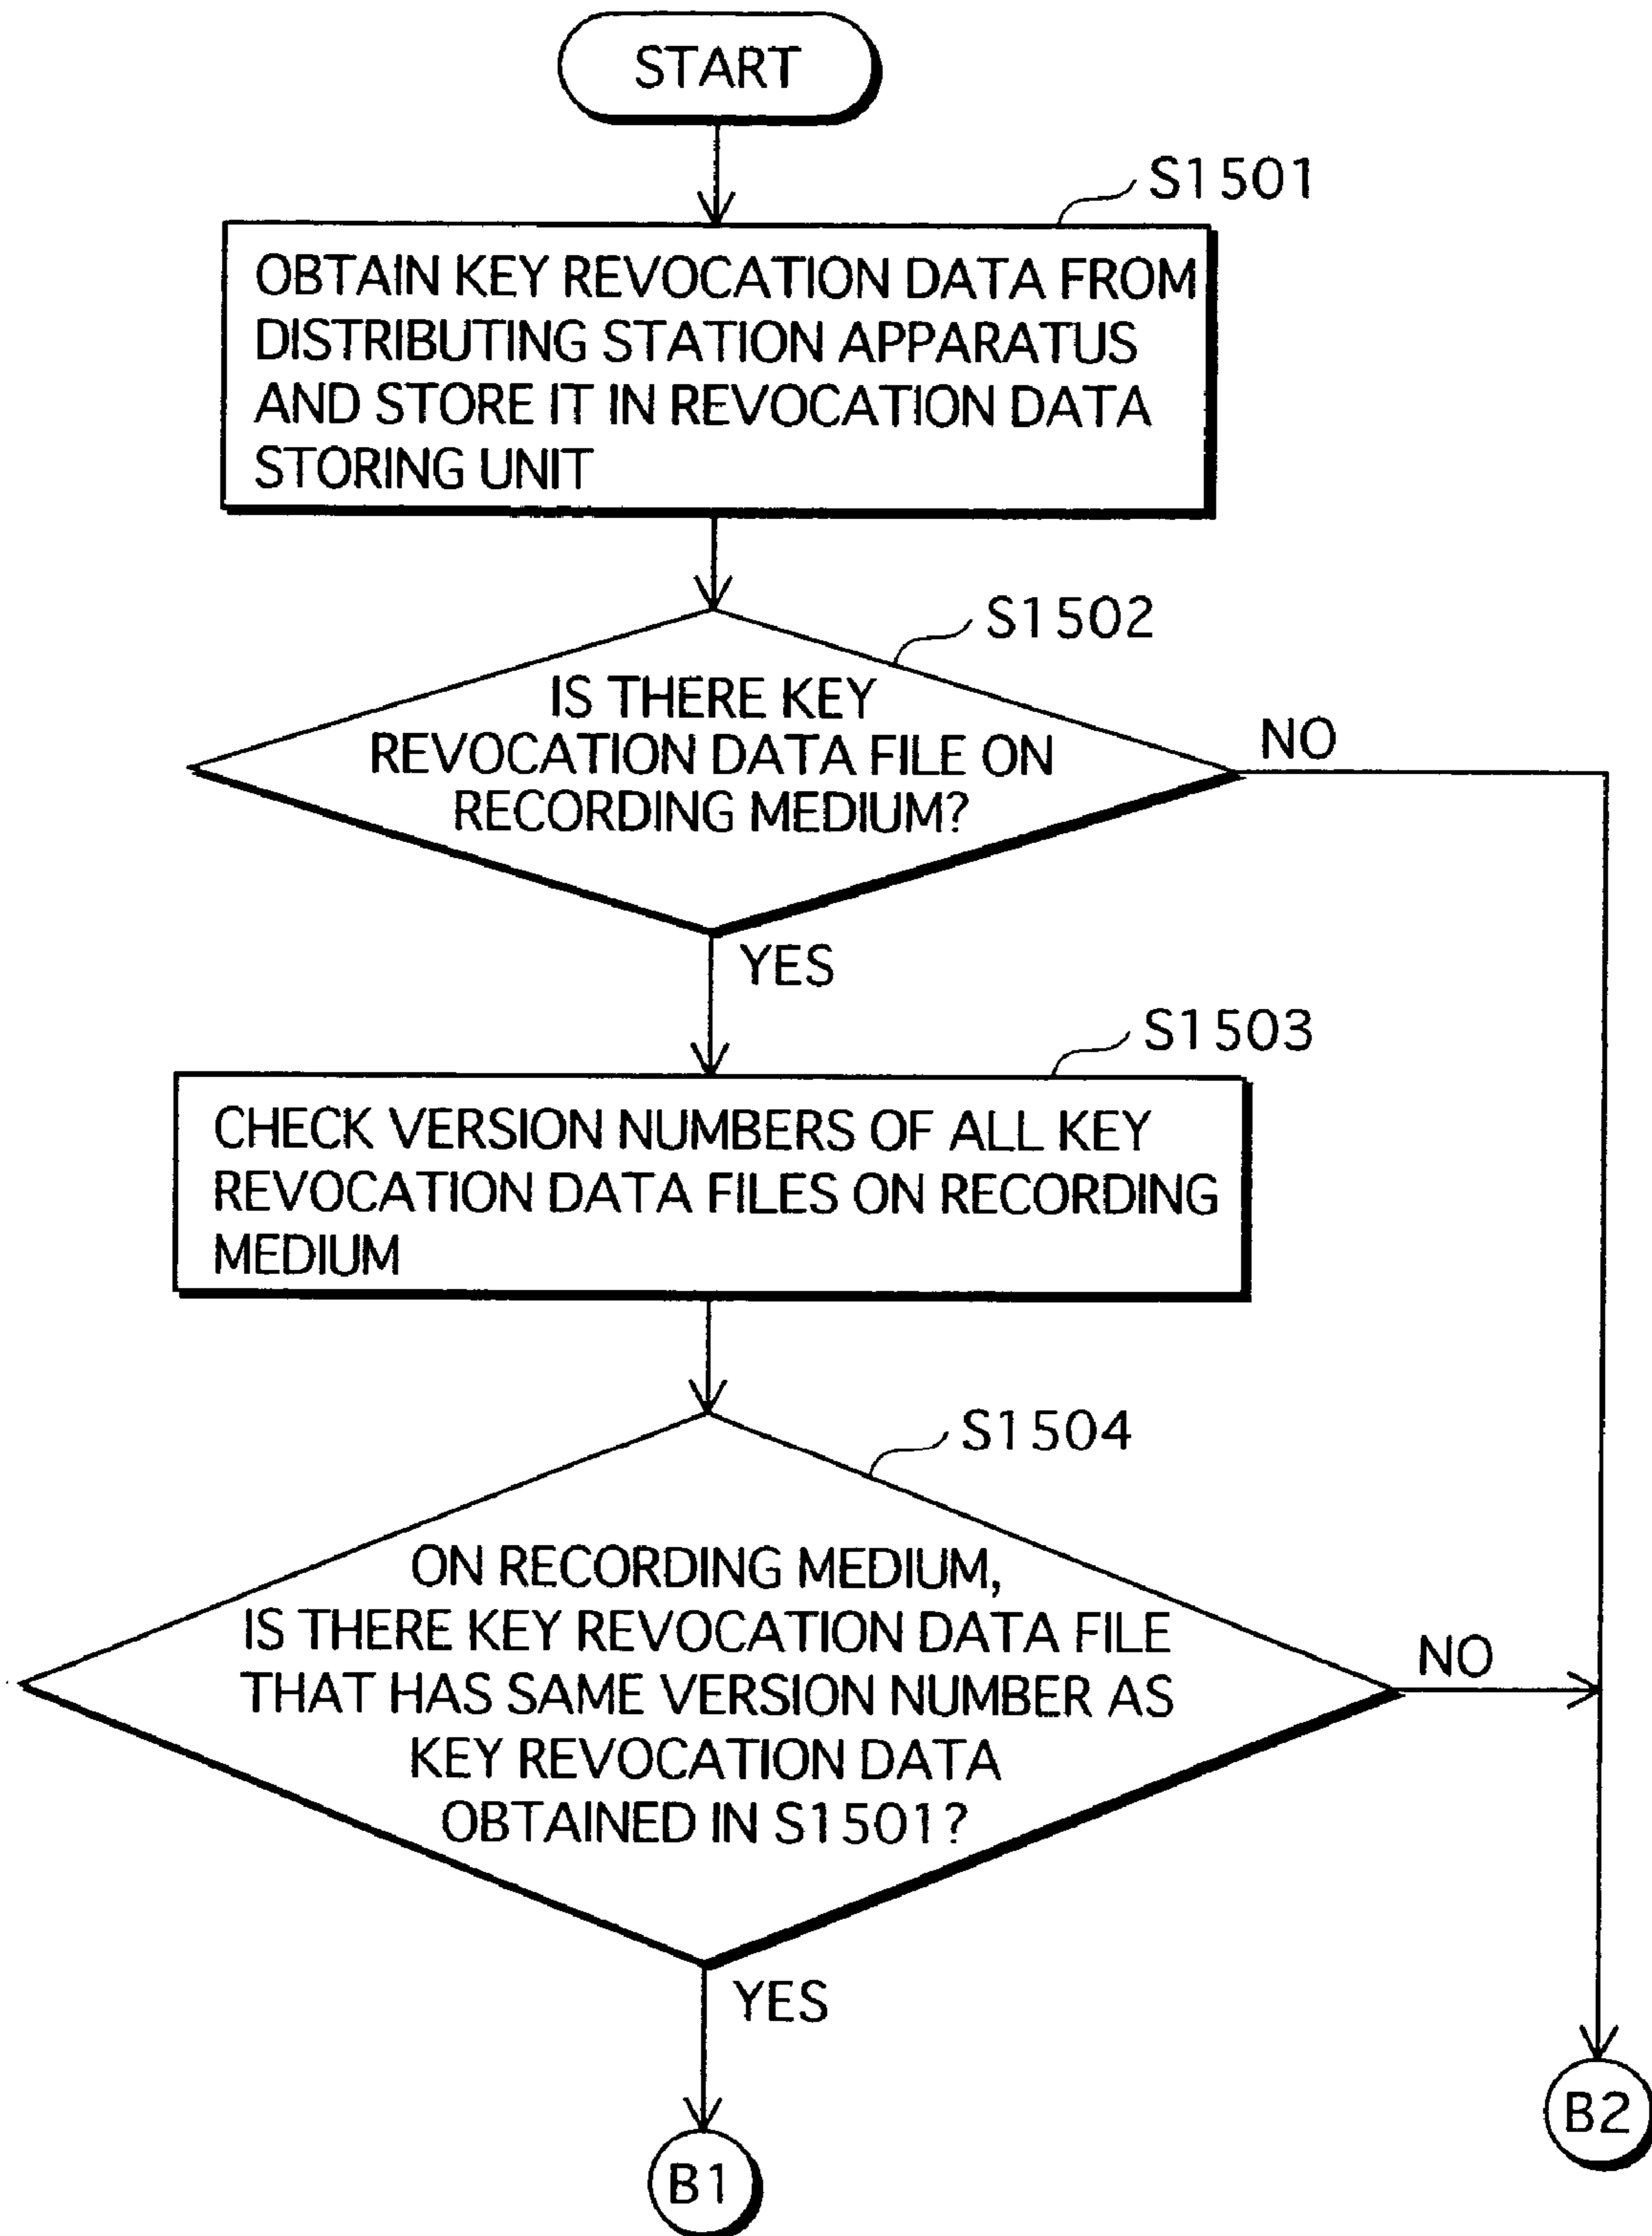 START
S1501
OBTAIN KEY REVOCATION DATA FROM
DISTRIBUTING STATION APPARATUS
AND STORE IT IN REVOCATION DATA
STORING UNIT
S1502
IS THERE KEY
REVOCATION DATA FILE ON
RECORDING MEDIUM?
NO
YES
S1503
CHECK VERSION NUMBERS OF ALL KEY
REVOCATION DATA FILES ON RECORDING
MEDIUM
S1504
ON RECORDING MEDIUM,
IS THERE KEY REVOCATION DATA FILE
THAT HAS SAME VERSION NUMBER AS
KEY REVOCATION DATA
OBTAINED IN S1501?
NO
YES
B2
B1